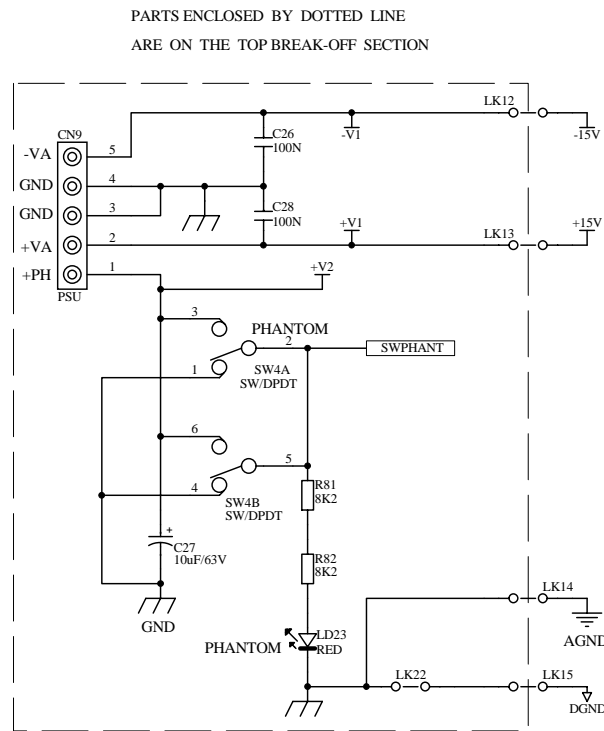 PARTS ENCLOSED BY DOTTED LINE
ARE ON THE TOP BREAK-OFF SECTION
LK12
CN9
-VA
5
C26
100N
-V1
-15V
GND
4
GND
3
C28
100N
+V1
LK13
+15V
+VA
2
+PH
1
+V2
PSU
3
PHANTOM
2
SWPHANT
1
SW4A
SW/DPDT
6
5
4
SW4B
SW/DPDT
R81
8K2
+
C27
10uF/63V
R82
8K2
GND
LK14
AGND
PHANTOM
LD23
RED
LK22
LK15
DGND